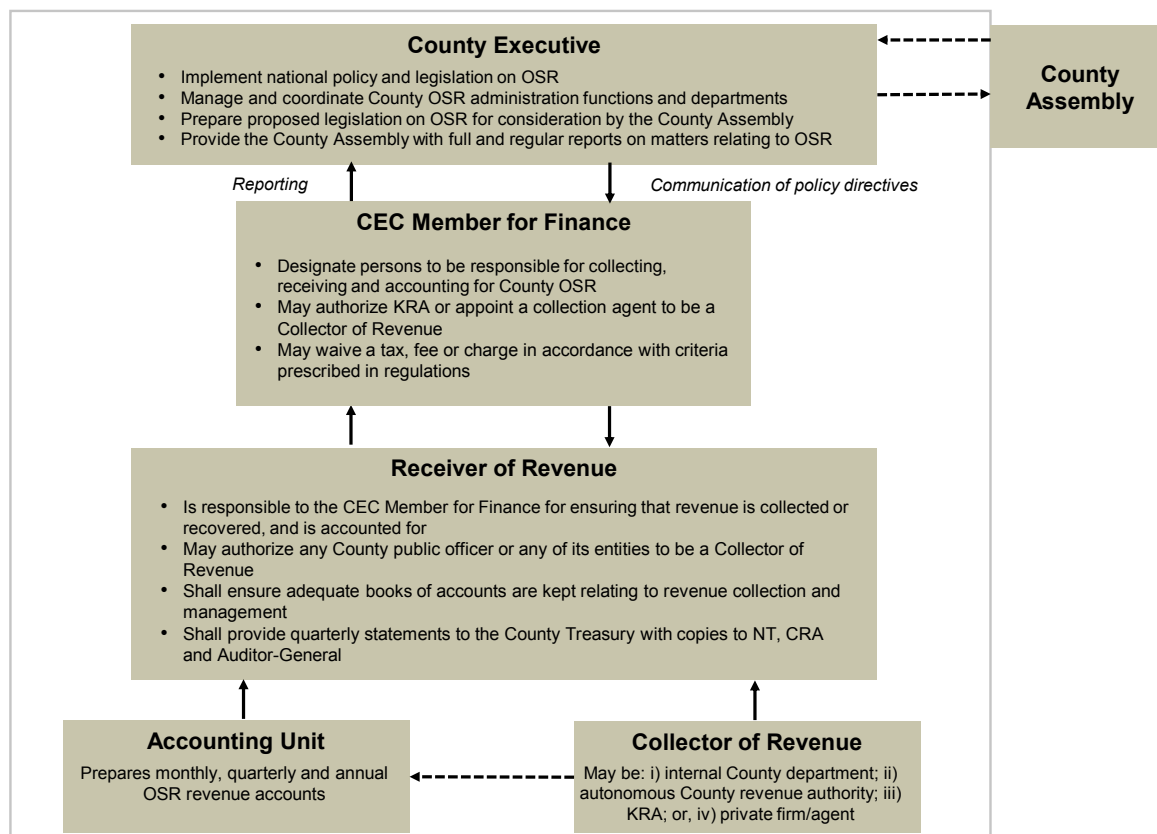 County Executive
• Implement national policy and legislation on OSR
• Manage and coordinate County OSR administration functions and departments
• Prepare proposed legislation on OSR for consideration by the County Assembly
• Provide the County Assembly with full and regular reports on matters relating to OSR
County
Assembly
Reporting
Communication of policy directives
CEC Member for Finance
• Designate persons to be responsible for collecting,
receiving and accounting for County OSR
• May authorize KRA or appoint a collection agent to be a
Collector of Revenue
• May waive a tax, fee or charge in accordance with criteria
prescribed in regulations
Receiver of Revenue
• Is responsible to the CEC Member for Finance for ensuring that revenue is collected or
recovered, and is accounted for
• May authorize any County public officer or any of its entities to be a Collector of
Revenue
• Shall ensure adequate books of accounts are kept relating to revenue collection and
management
• Shall provide quarterly statements to the County Treasury with copies to NT, CRA
and Auditor-General
Accounting Unit
Prepares monthly, quarterly and annual
OSR revenue accounts
Collector of Revenue
May be: i) internal County department; ii)
autonomous County revenue authority; iii)
KRA; or, iv) private firm/agent